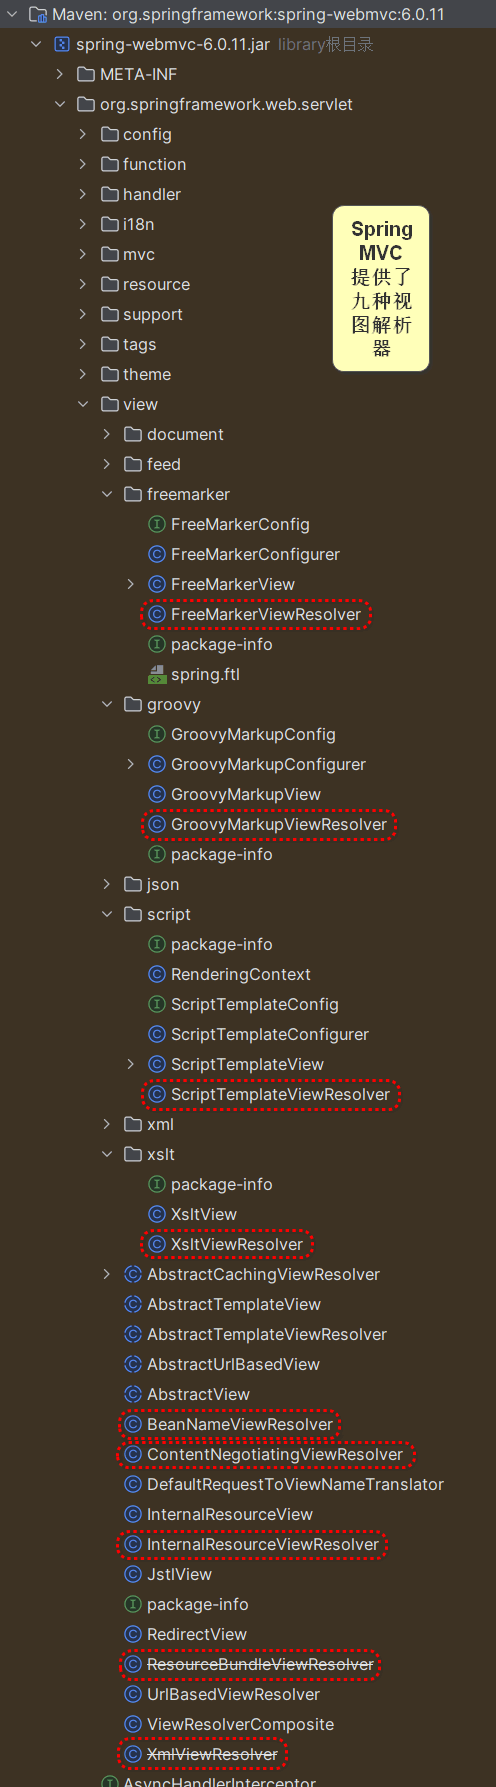 Maven: org.springframework:spring-webmvc:6.0.11
spring-webmvc-6.0.11.jar library根目录
META-INF
org.springframework.web.servlet
config
function
handler
i18n
mvc
resource
support
tags
theme
Spring
MVC
提供了
九种视
图解析
器
view
document
feed
freemarker
FreeMarkerConfig
FreeMarkerConfigurer
FreeMarkerView
FreeMarkerViewResolver
package-info
spring.ftl
groovy
GroovyMarkupConfig
GroovyMarkupConfigurer
GroovyMarkupView
GroovyMarkupViewResolver
package-info
json
script
package-info
RenderingContext
ScriptTemplateConfig
ScriptTemplateConfigurer
ScriptTemplateView
ScriptTemplateViewResolver
xml
xslt
package-info
XsltView
XsltViewResolver
AbstractCachingViewResolver
AbstractTemplateView
AbstractTemplateViewResolver
AbstractUrlBasedView
AbstractView
BeanNameViewResolver
ContentNegotiatingViewResolver
DefaultRequestToViewNameTranslator
InternalResourceView
InternalResourceViewResolver
JstlView
package-info
RedirectView
ResourceBundleViewResolver
UrlBasedViewResolver
ViewResolverComposite
XmlViewResolver
AsyncHandlerInterceptor